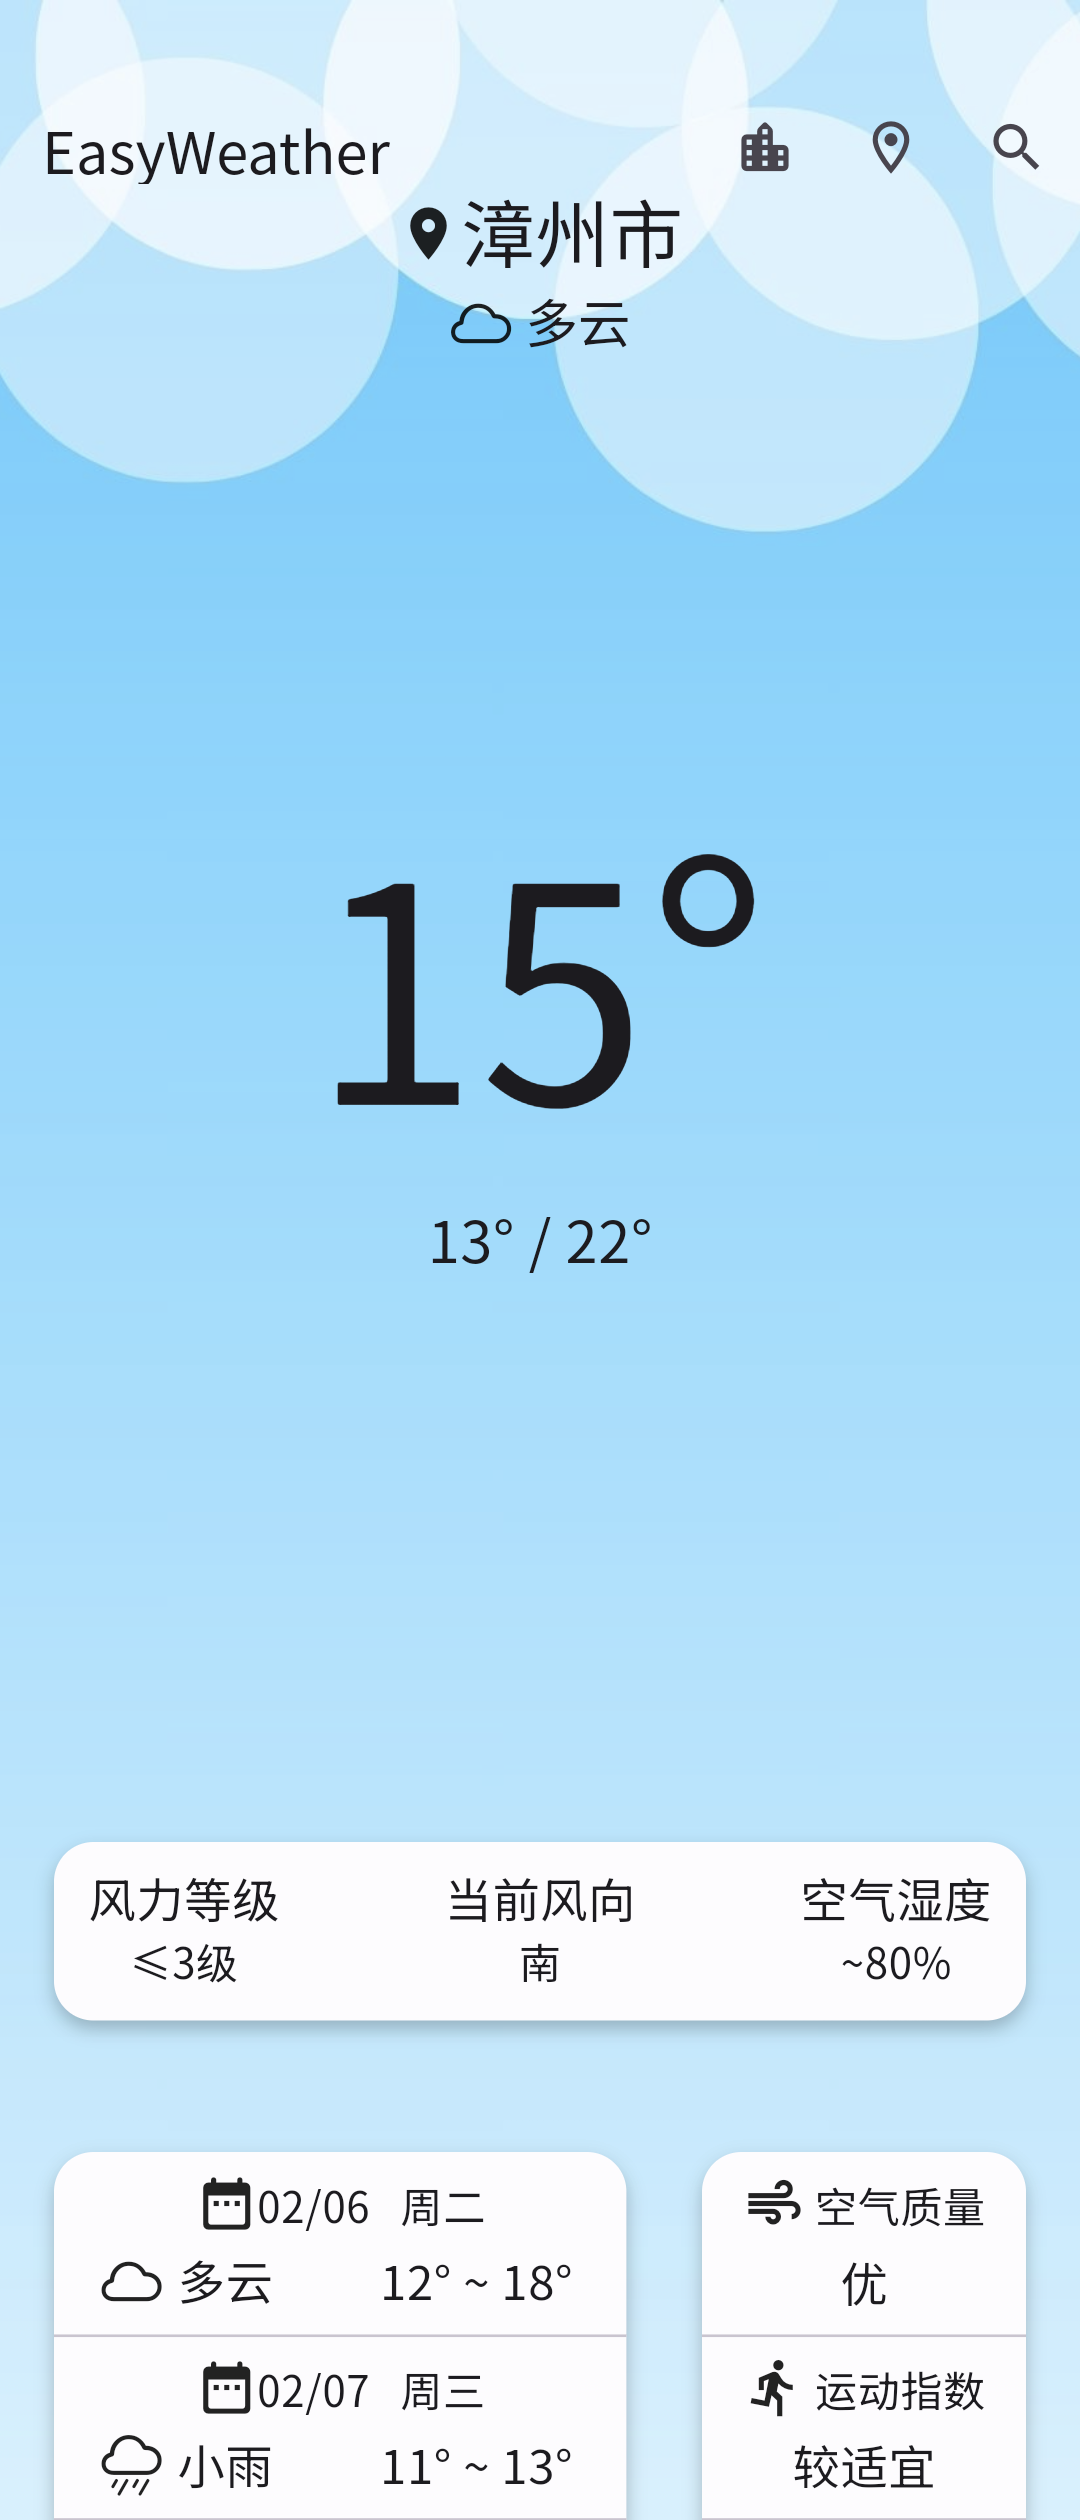 EasyWeather
漳州市
多云
15°
13° / 22°
风力等级 当前风向 空气湿度
≤3级 南 ~80%
02/06 周二
多云 12° ~ 18°
02/07 周三
小雨 11° ~ 13°
空气质量
优
运动指数
较适宜